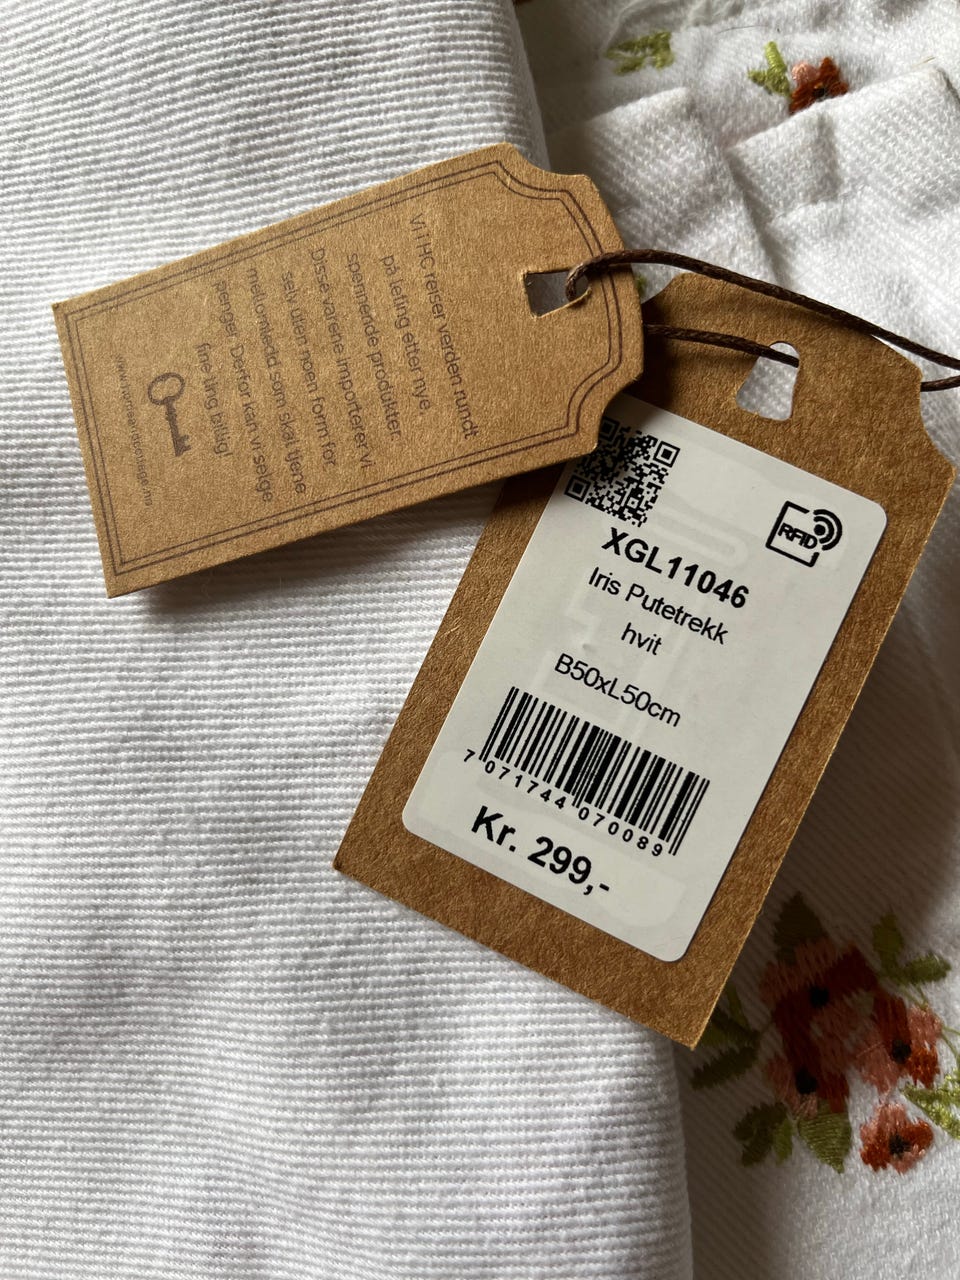 Vi i HC reiser verden rundt
på leting etter nye,
spennende produkter.
Disse varene importerer vi
selv uten noen form for
mellomledd som skal tjene
penger. Derfor kan vi selge
fine ting billig!
RFID
XGL11046
Iris Putetrekk
hvit
B50xL50cm
7 071744 070089
Kr. 299,-